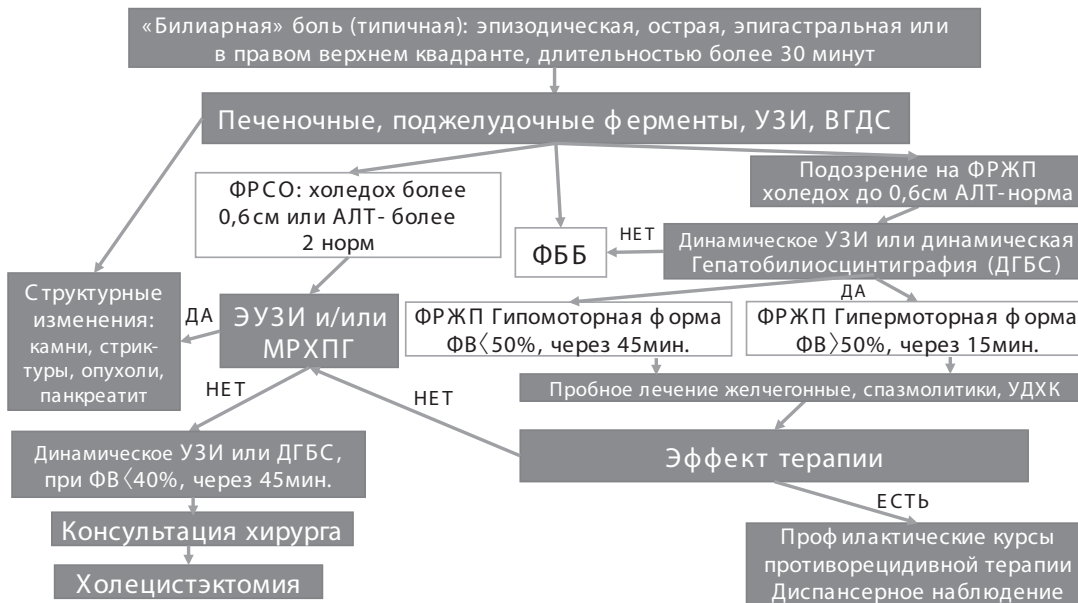 «Билиарная» боль (типичная): эпизодическая, острая, эпигастральная или
в правом верхнем квадранте, длительностью более 30 минут
Печеночные, поджелудочные ферменты, УЗИ, ВГДС
ФРСО: холедох более
0,6см или АЛТ- более
2 норм
Подозрение на ФРЖП
холедох до 0,6см АЛТ-норма
ФББ
НЕТ
Динамическое УЗИ или динамическая
Гепатобилиосцинтиграфия (ДГБС)
ДА
Структурные
изменения:
камни, стрик-
туры, опухоли,
панкреатит
ДА
ЭУЗИ и/или
МРХПГ
ФРЖП Гипомоторная форма
ФВ〈50%, через 45мин.
ФРЖП Гипермоторная форма
ФВ〉50%, через 15мин.
НЕТ
НЕТ
Пробное лечение желчегонные, спазмолитики, УДХК
Динамическое УЗИ или ДГБС,
при ФВ〈40%, через 45мин.
Эффект терапии
ЕСТЬ
Консультация хирурга
Холецистэктомия
Профилактические курсы
противорецидивной терапии
Диспансерное наблюдение